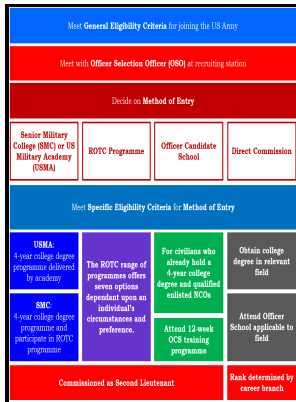 Meet General Eligibility Criteria for joining the US Army
Meet with Officer Selection Officer (OSO) at recruiting station
Decide on Method of Entry
Senior Military
College (SMC) or US
Military Academy
(USMA)
ROTC Programme
Officer Candidate
School
Direct Commission
Meet Specific Eligibility Criteria for Method of Entry
USMA:
4-year college degree
programme delivered
by academy
SMC:
4-year college degree
programme and
participate in ROTC
programme
The ROTC range of
programmes offers
seven options
dependant upon an
individual's
circumstances and
preference.
For civilians who
already hold a
4-year college
degree and qualified
enlisted NCOs
Attend 12-week
OCS training
programme
Obtain college
degree in relevant
field
Attend Officer
School applicable to
field
Commissioned as Second Lieutenant
Rank determined by
career branch